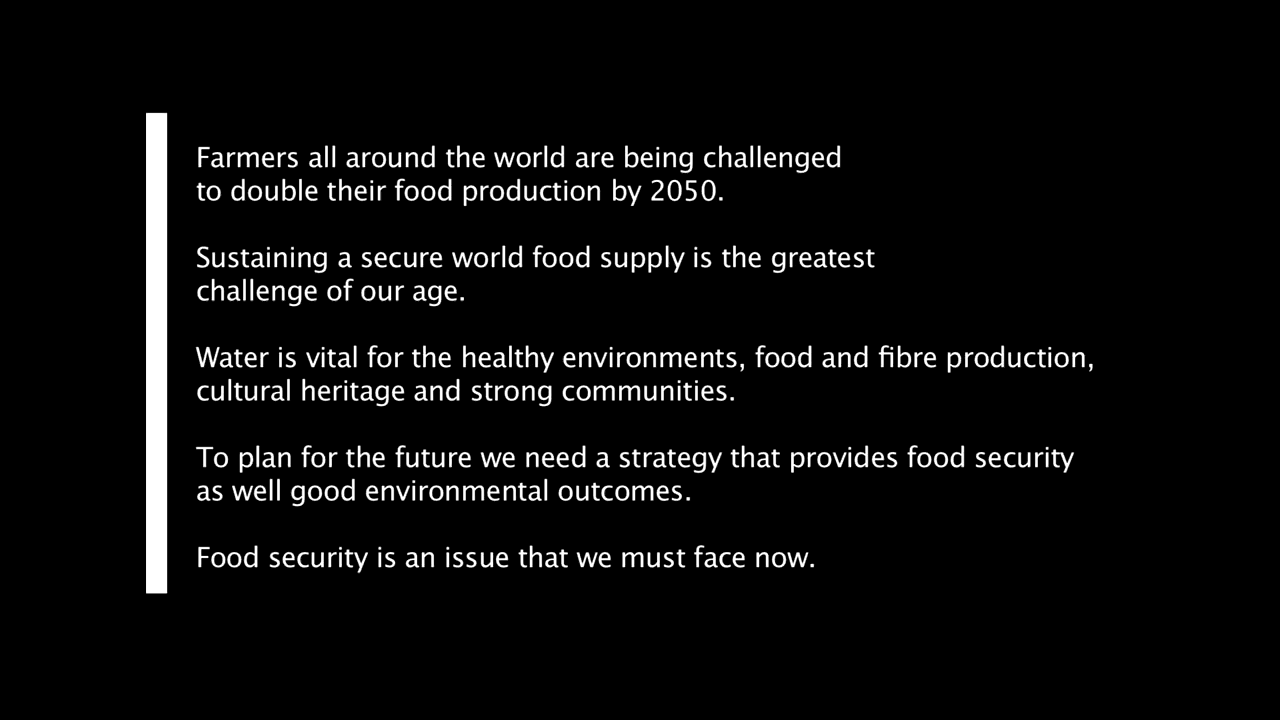 Farmers all around the world are being challenged
to double their food production by 2050.
Sustaining a secure world food supply is the greatest
challenge of our age.
Water is vital for the healthy environments, food and fibre production,
cultural heritage and strong communities.
To plan for the future we need a strategy that provides food security
as well good environmental outcomes.
Food security is an issue that we must face now.